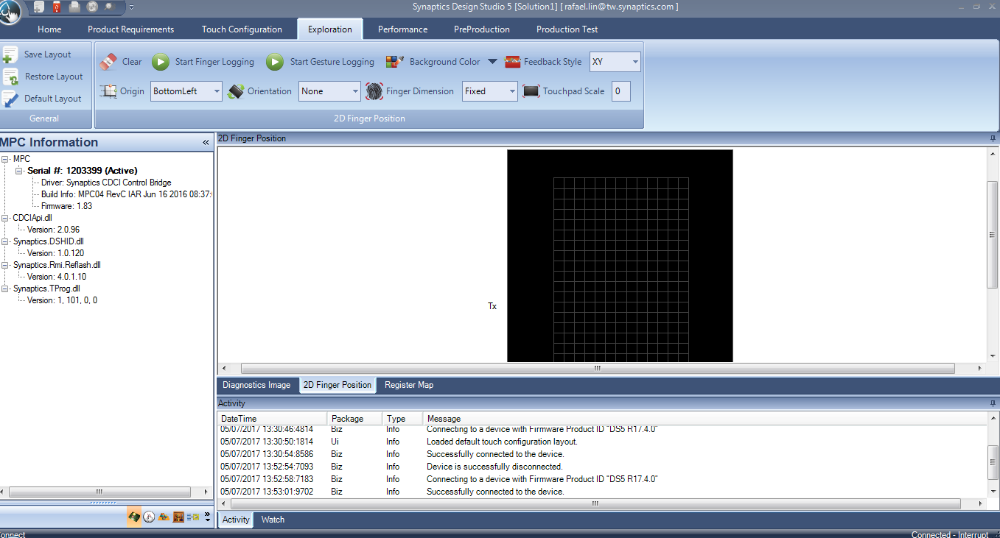 Synaptics Design Studio 5 [Solution1] [ rafael.lin@tw.synaptics.com ]
Home Product Requirements Touch Configuration Exploration Performance PreProduction Production Test
Save Layout
Restore Layout
Default Layout
General
Clear Start Finger Logging Start Gesture Logging Background Color Feedback Style XY
Origin BottomLeft Orientation None Finger Dimension Fixed Touchpad Scale 0
2D Finger Position
MPC Information
MPC
Serial #: 1203399 (Active)
Driver: Synaptics CDCI Control Bridge
Build Info: MPC04 RevC IAR Jun 16 2016 08:37:
Firmware: 1.83
CDCIApi.dll
Version: 2.0.96
Synaptics.DSHID.dll
Version: 1.0.120
Synaptics.Rmi.Reflash.dll
Version: 4.0.1.10
Synaptics.TProg.dll
Version: 1, 101, 0, 0
2D Finger Position
Tx
Diagnostics Image 2D Finger Position Register Map
Activity
DateTime Package Type Message
05/07/2017 13:30:46:4814 Biz Info Connecting to a device with Firmware Product ID "DS5 R17.4.0"
05/07/2017 13:30:50:1814 Ui Info Loaded default touch configuration layout.
05/07/2017 13:30:54:8586 Biz Info Successfully connected to the device.
05/07/2017 13:52:54:7093 Biz Info Device is successfully disconnected.
05/07/2017 13:52:58:7183 Biz Info Connecting to a device with Firmware Product ID "DS5 R17.4.0"
05/07/2017 13:53:01:9702 Biz Info Successfully connected to the device.
Activity Watch
onnect
Connected - Interrupt